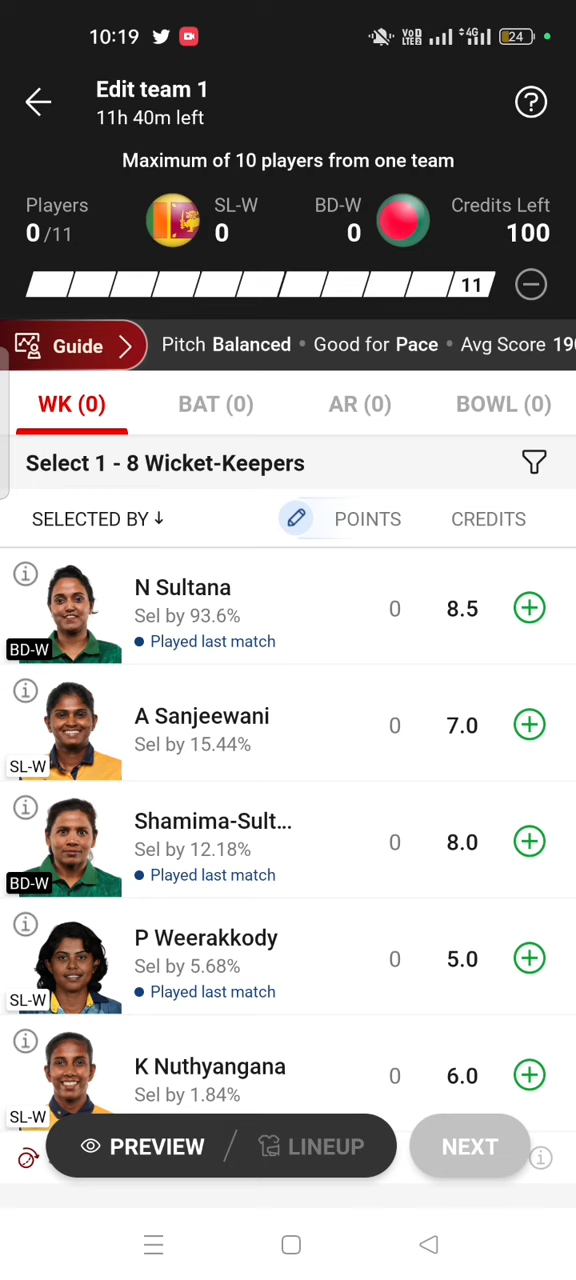 10:19
VoD LTE2 4G 24
Edit team 1
11h 40m left
Maximum of 10 players from one team
Players SL-W BD-W Credits Left
0/11 0 0 100
11
Guide Pitch Balanced • Good for Pace • Avg Score 190
WK (0) BAT (0) AR (0) BOWL (0)
Select 1 - 8 Wicket-Keepers
SELECTED BY ↓ POINTS CREDITS
N Sultana
Sel by 93.6% 0 8.5
Played last match
BD-W
A Sanjeewani
Sel by 15.44% 0 7.0
SL-W
Shamima-Sult...
Sel by 12.18% 0 8.0
Played last match
BD-W
P Weerakkody
Sel by 5.68% 0 5.0
Played last match
SL-W
K Nuthyangana
Sel by 1.84% 0 6.0
SL-W
PREVIEW / LINEUP NEXT